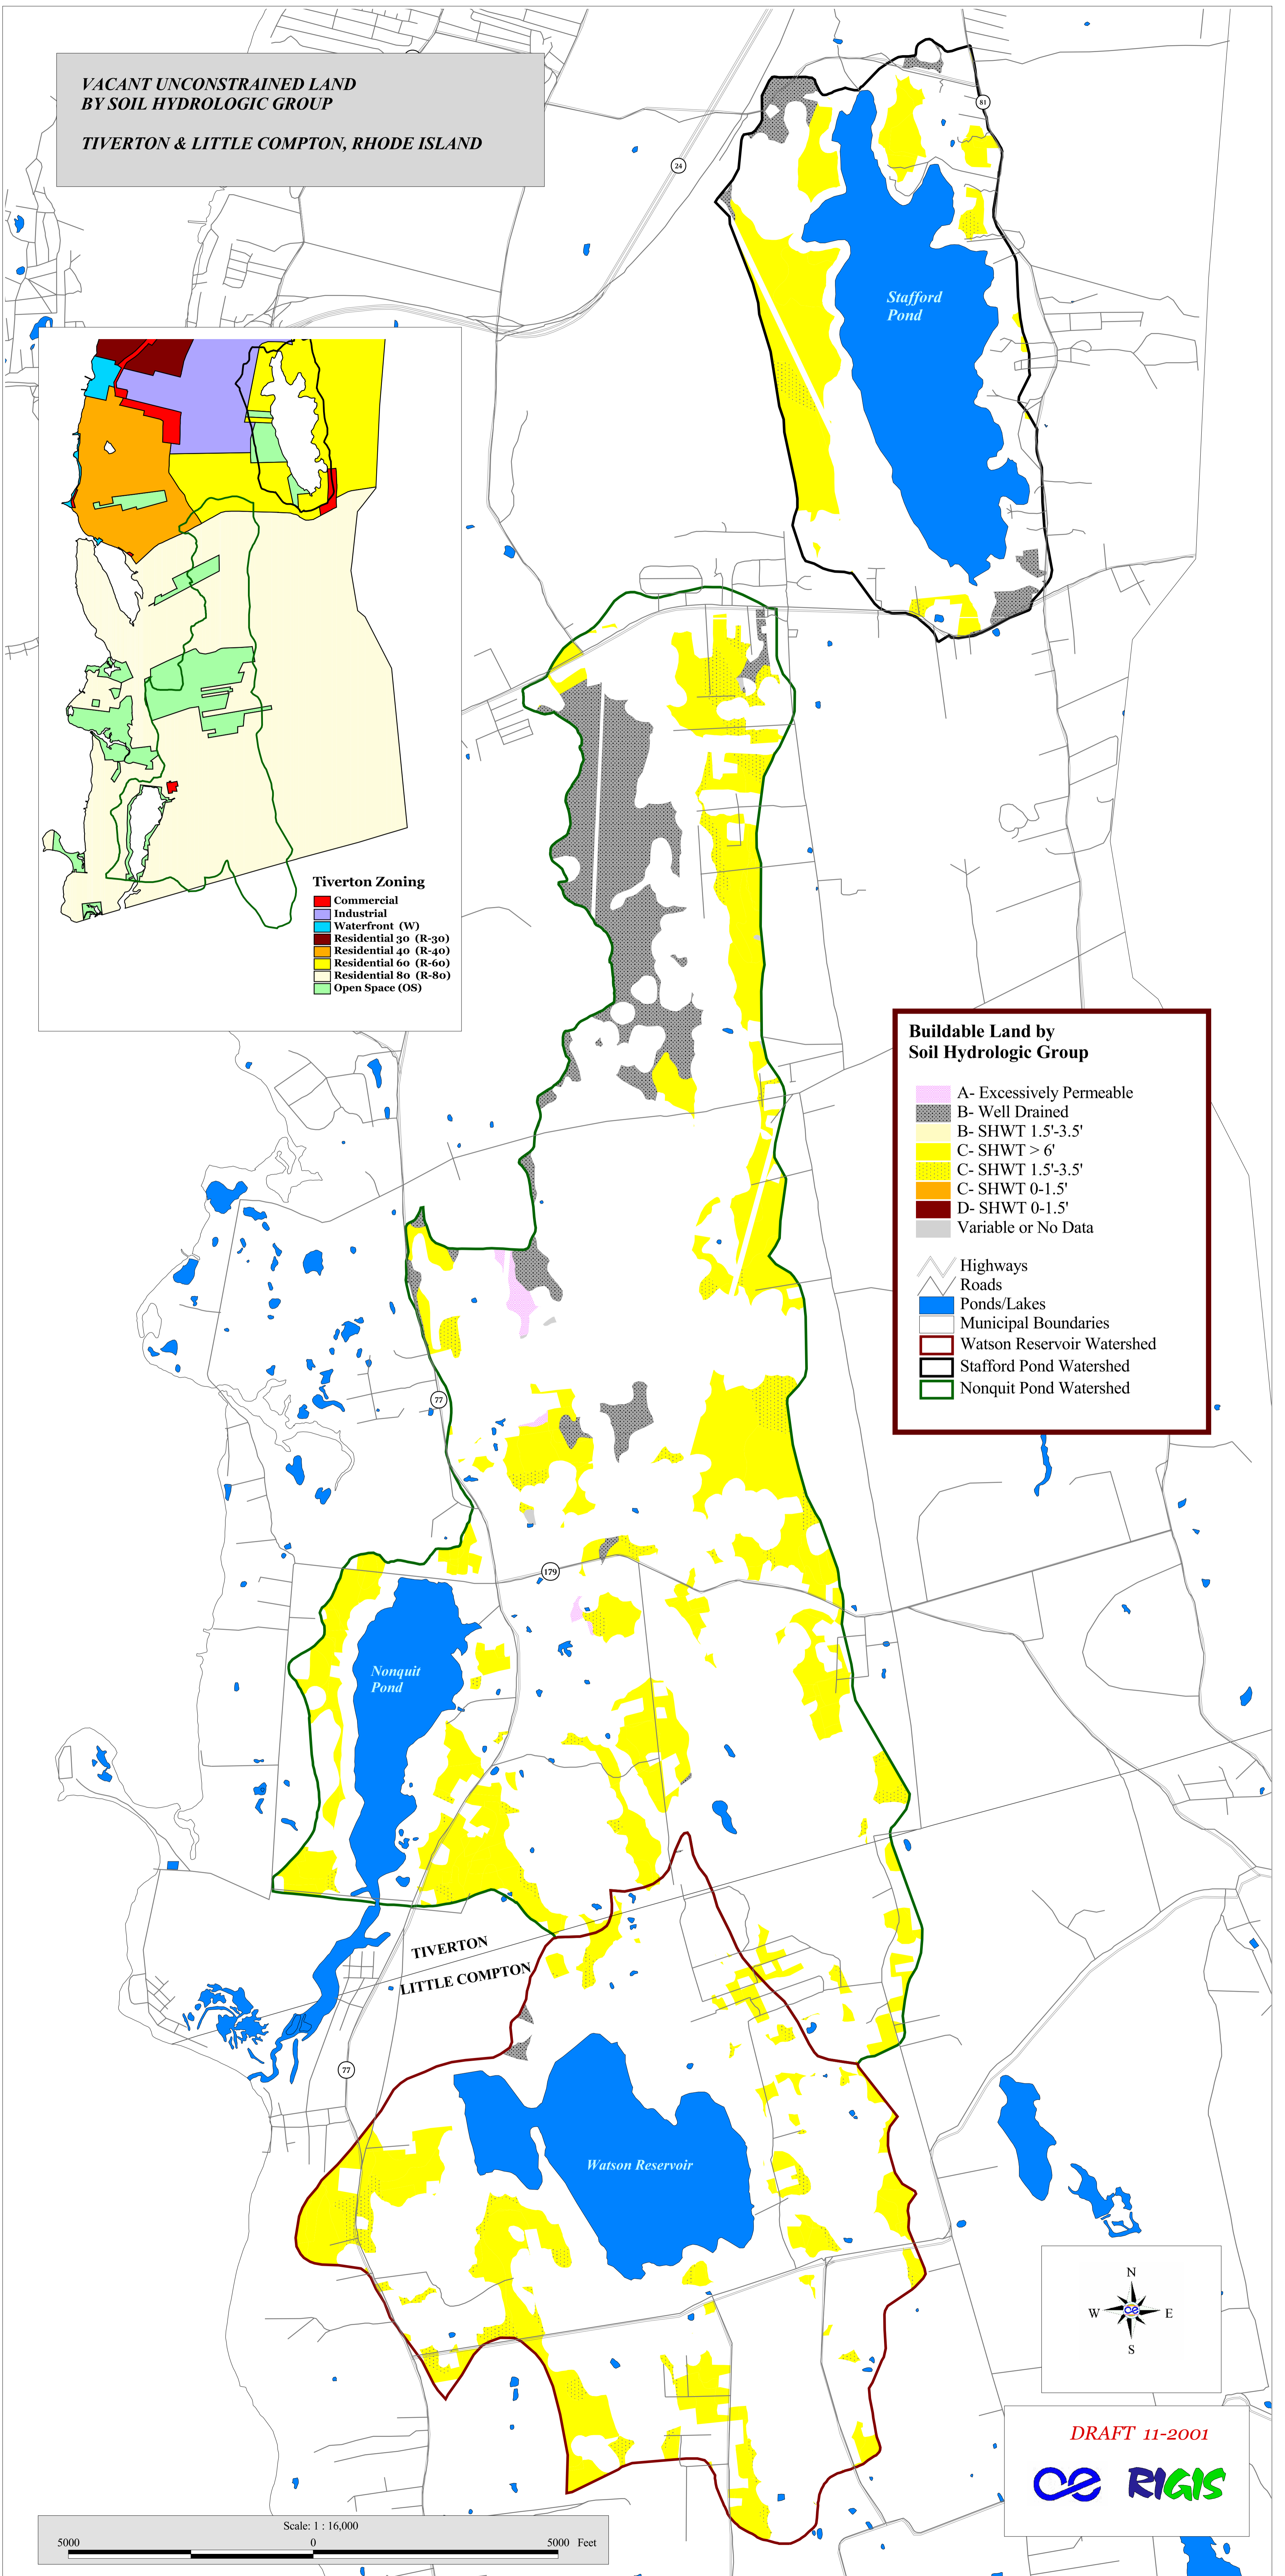 VACANT UNCONSTRAINED LAND
BY SOIL HYDROLOGIC GROUP
TIVERTON & LITTLE COMPTON, RHODE ISLAND
81
24
Stafford
Pond
Tiverton Zoning
Commercial
Industrial
Waterfront (W)
Residential 30 (R-30)
Residential 40 (R-40)
Residential 60 (R-60)
Residential 80 (R-80)
Open Space (OS)
Buildable Land by
Soil Hydrologic Group
A- Excessively Permeable
B- Well Drained
B- SHWT 1.5'-3.5'
C- SHWT > 6'
C- SHWT 1.5'-3.5'
C- SHWT 0-1.5'
D- SHWT 0-1.5'
Variable or No Data
Highways
Roads
Ponds/Lakes
Municipal Boundaries
Watson Reservoir Watershed
Stafford Pond Watershed
Nonquit Pond Watershed
77
179
Nonquit
Pond
TIVERTON
LITTLE COMPTON
77
Watson Reservoir
N
W E
S
DRAFT 11-2001
ce RIGIS
Scale: 1 : 16,000
5000 0 5000 Feet